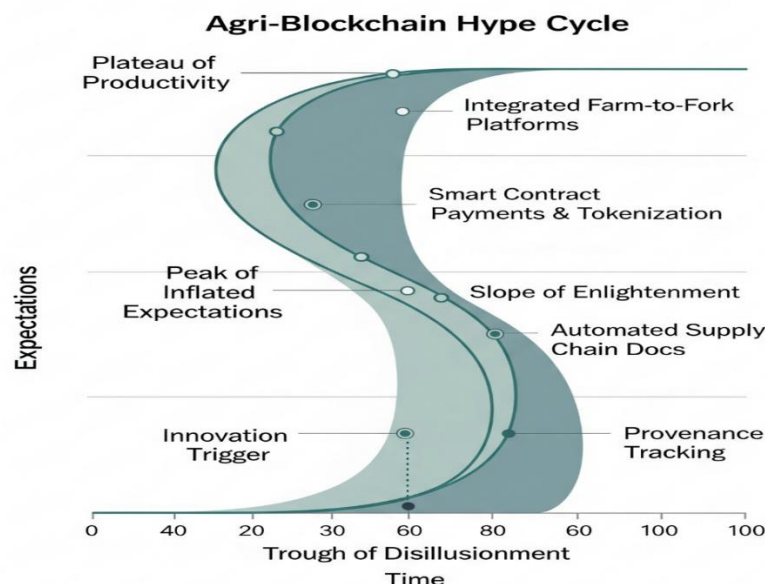 Agri-Blockchain Hype Cycle
Plateau of
Productivity
Integrated Farm-to-Fork
Platforms
Smart Contract
Payments & Tokenization
Peak of
Inflated
Expectations
Slope of Enlightenment
Automated Supply
Chain Docs
Expectations
Innovation
Trigger
Provenance
Tracking
0 40 20 30 60 80 60 100 100
Trough of Disillusionment
Time